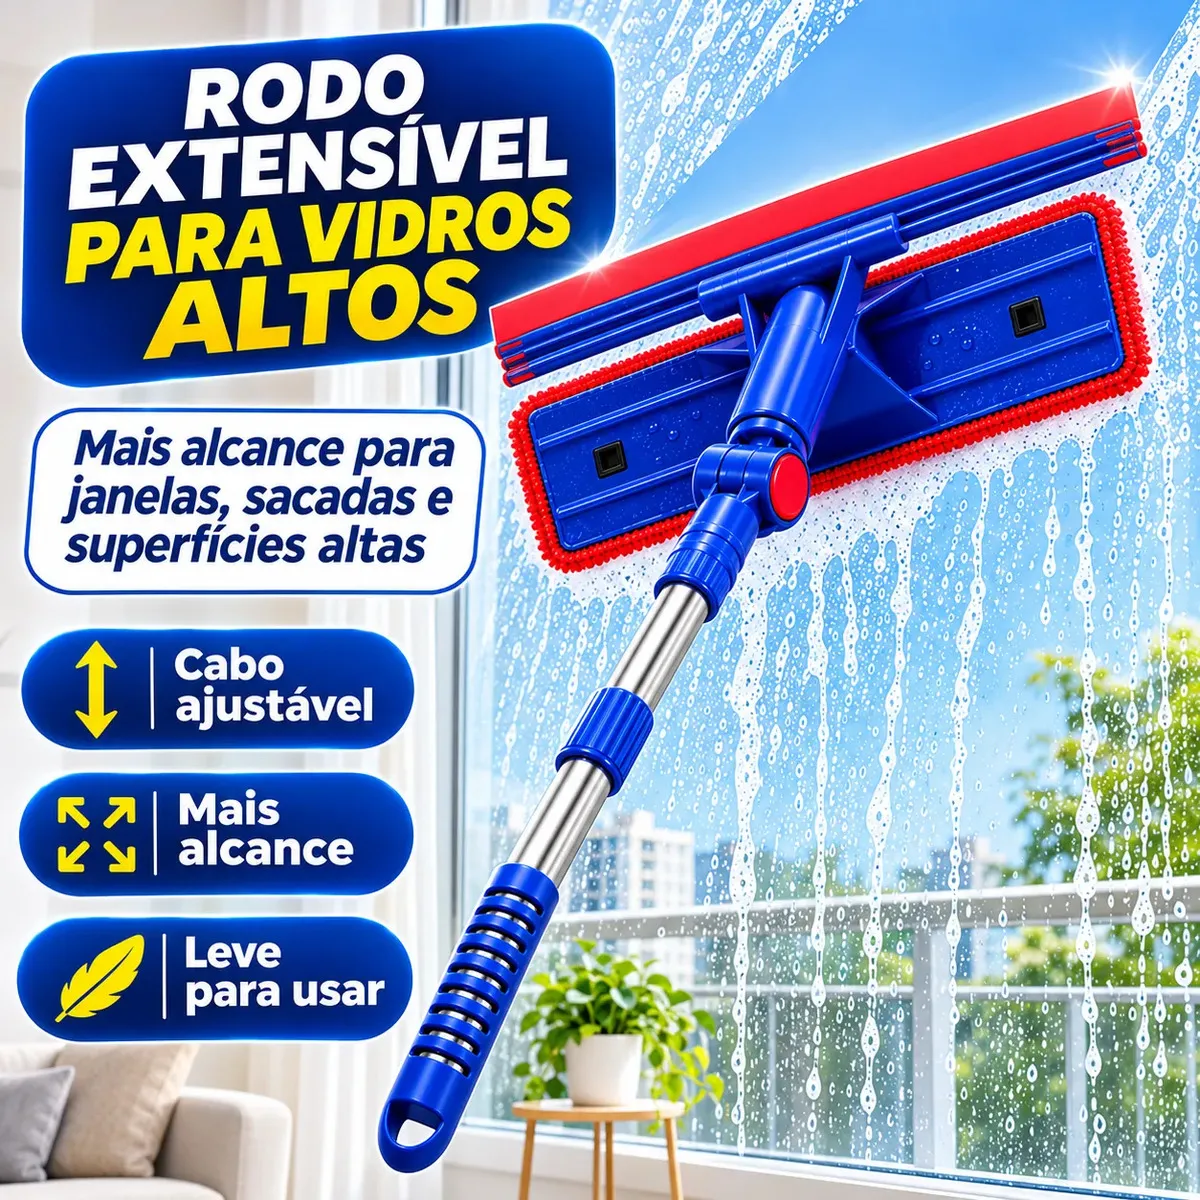 RODO
EXTENSÍVEL
PARA VIDROS
ALTOS
Mais alcance para
janelas, sacadas e
superfícies altas
Cabo
ajustável
Mais
alcance
Leve
para usar